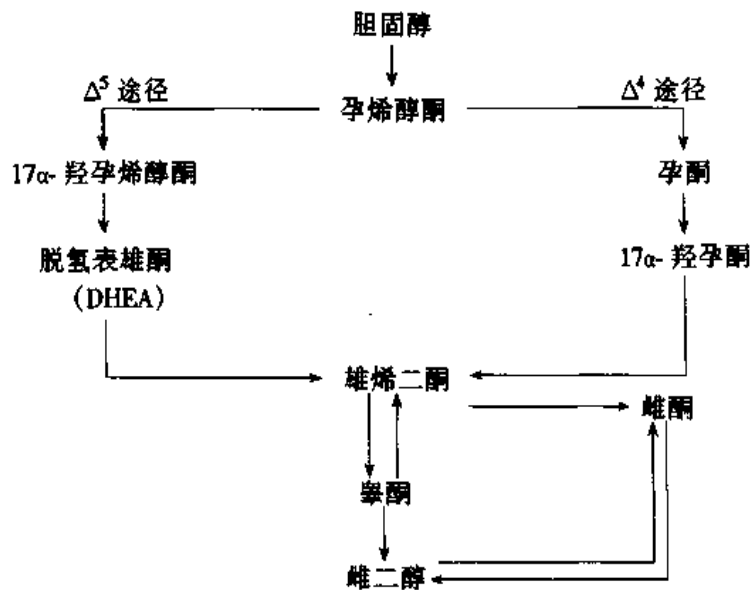 胆固醇
Δ⁵ 途径
孕烯醇酮
Δ⁴ 途径
17α-羟孕烯醇酮
孕酮
脱氢表雄酮
(DHEA)
17α-羟孕酮
雄烯二酮
雌酮
睾酮
雌二醇